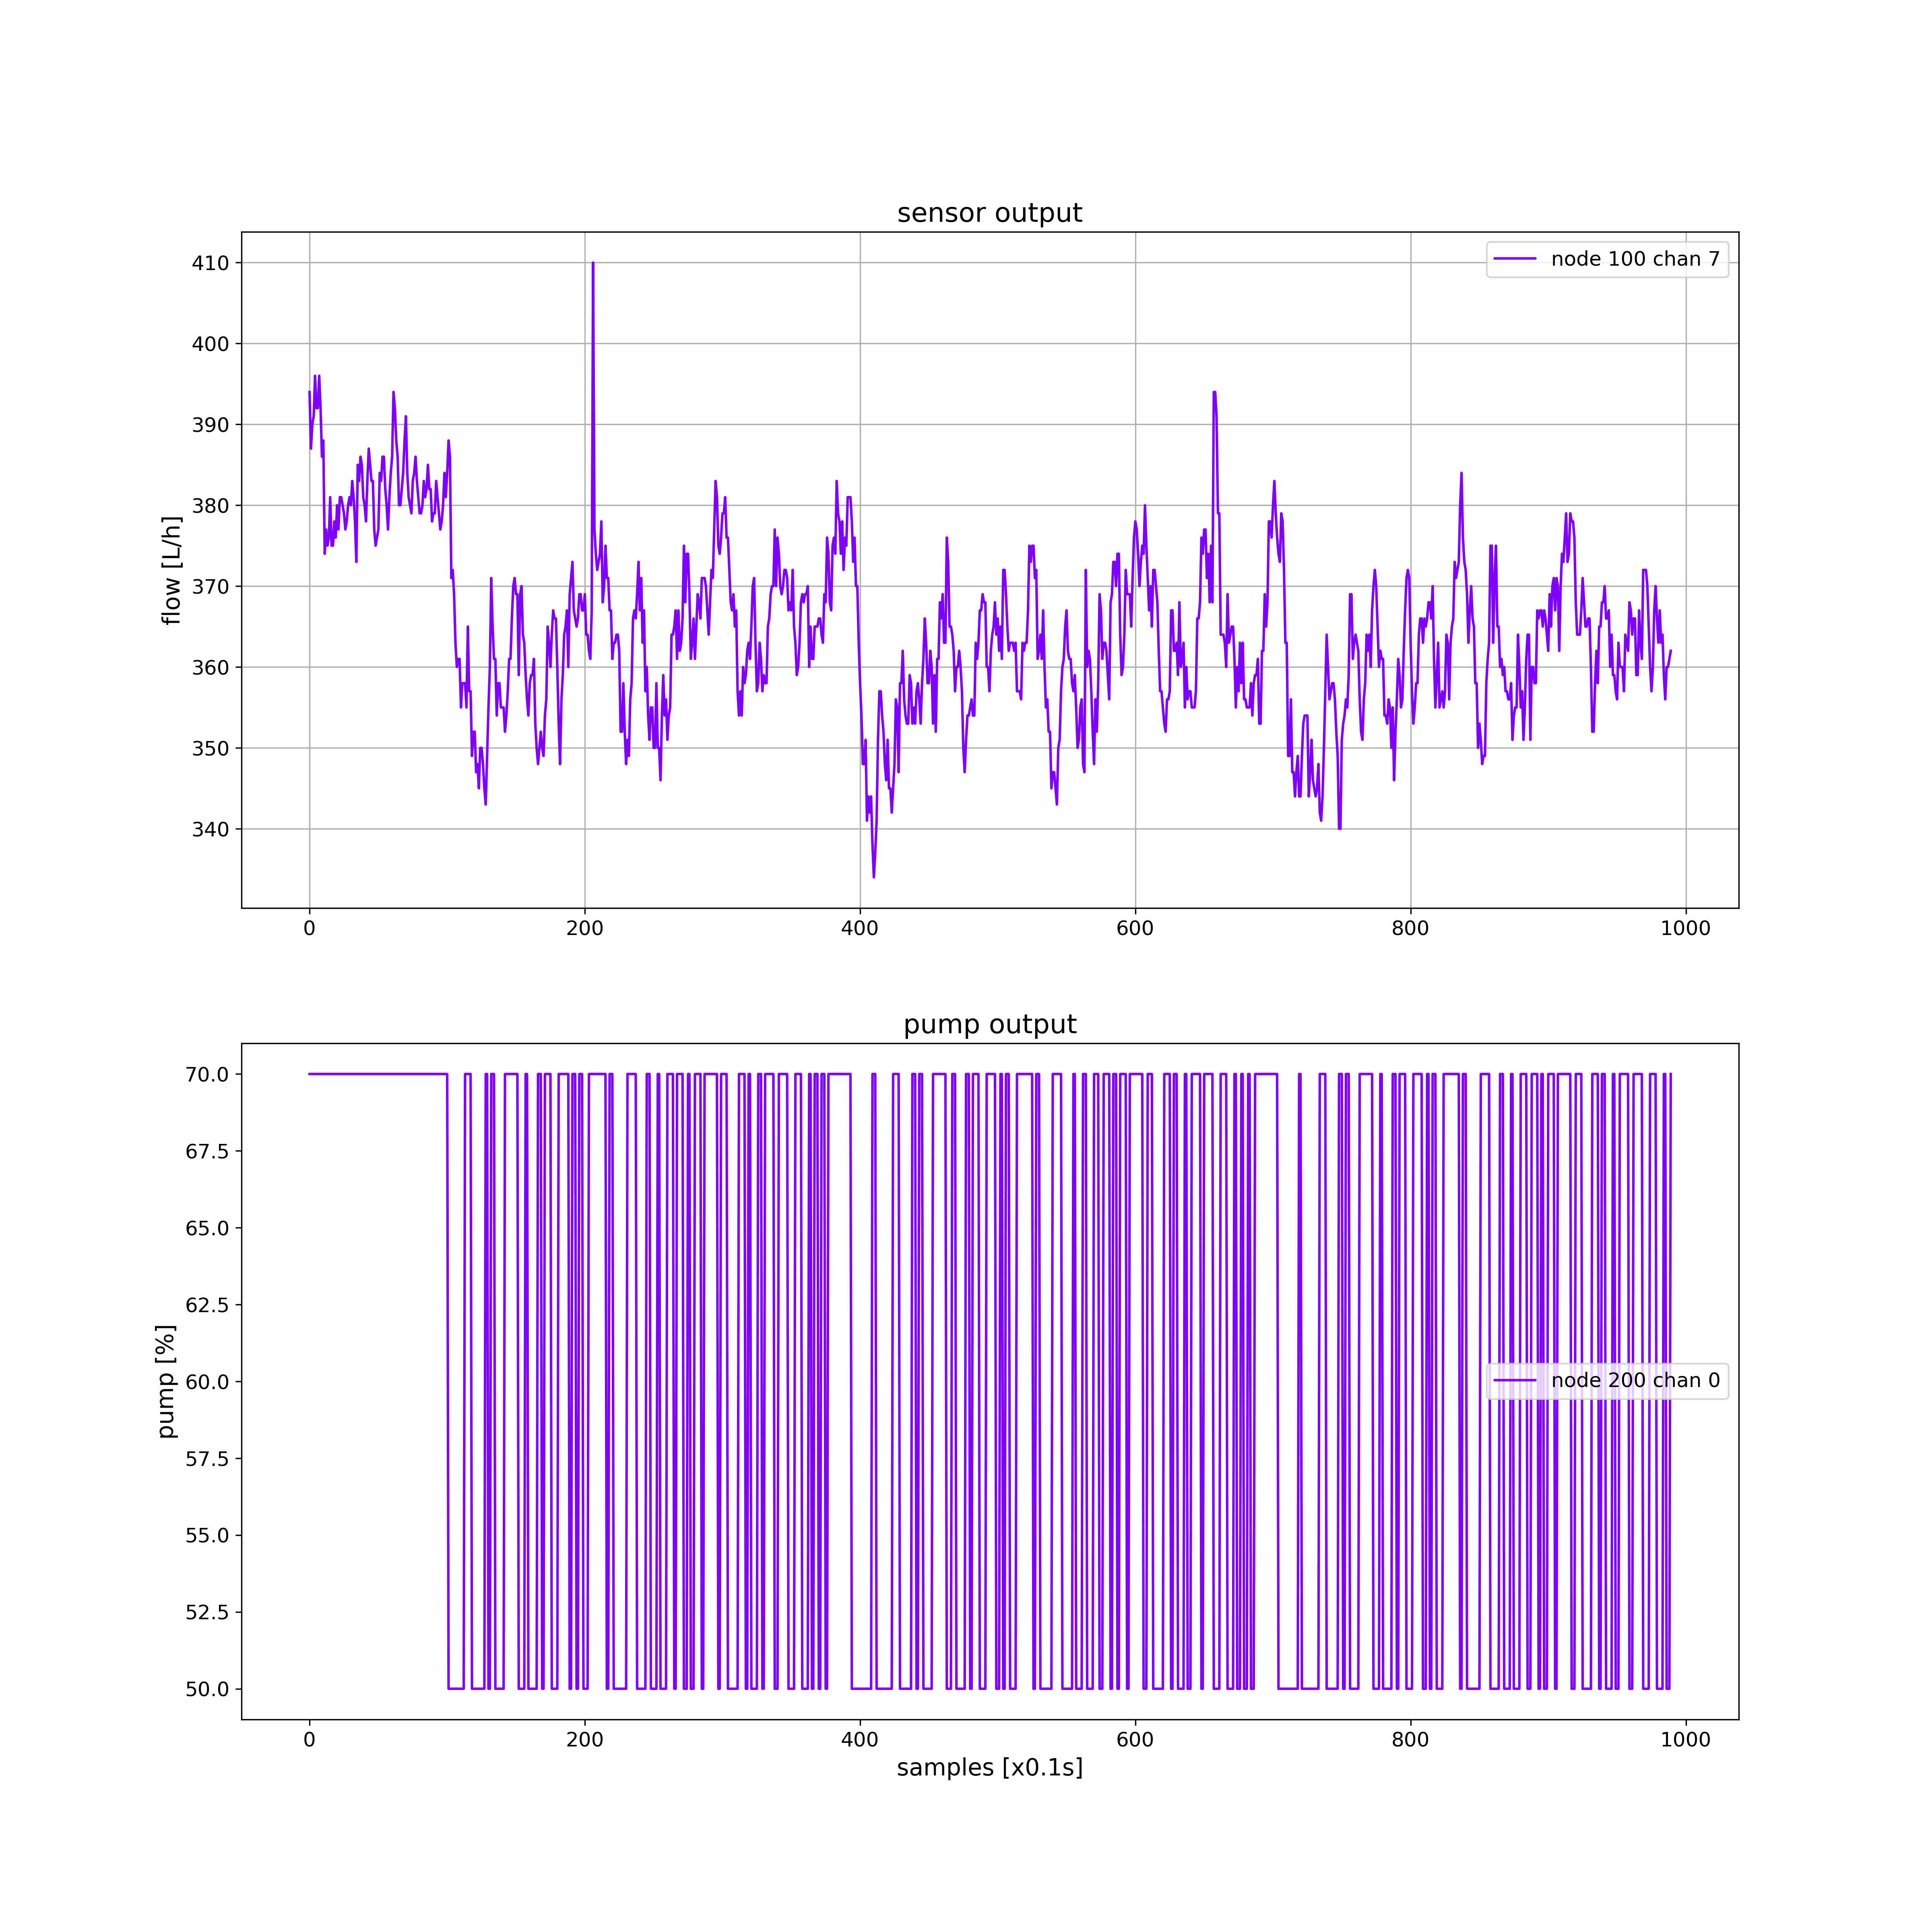 sensor output
node 100 chan 7
flow [L/h]
410
400
390
380
370
360
350
340
0 200 400 600 800 1000
pump output
node 200 chan 0
pump [%]
70.0
67.5
65.0
62.5
60.0
57.5
55.0
52.5
50.0
0 200 400 600 800 1000
samples [x0.1s]